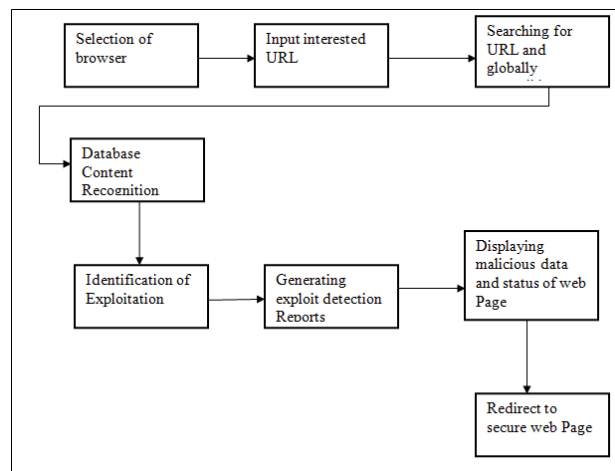 Selection of
browser
Input interested
URL
Searching for
URL and
globally
Database
Content
Recognition
Identification of
Exploitation
Generating
exploit detection
Reports
Displaying
malicious data
and status of web
Page
Redirect to
secure web Page